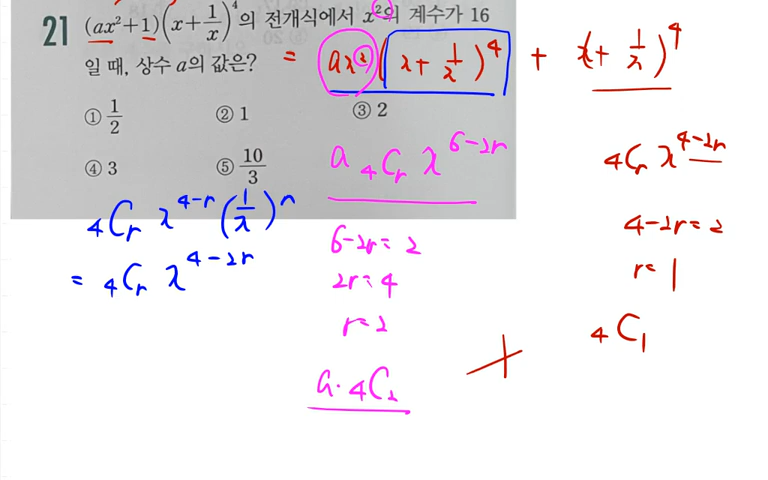 21 (ax²+1)(x+1/x)⁴의 전개식에서 x²의 계수가 16
일 때, 상수 a의 값은?
① 1/2 ② 1 ③ 2
④ 3 ⑤ 10/3
= ax²(x+1/x)⁴ + (x+1/x)⁴
₄Cᵣ x⁴⁻ʳ (1/x)ʳ
= ₄Cᵣ x⁴⁻²ʳ
a ₄Cᵣ x⁶⁻²ʳ
6-2r=2
2r=4
r=2
a·₄C₂
+
₄Cᵣ x⁴⁻²ʳ
4-2r=2
r=1
₄C₁